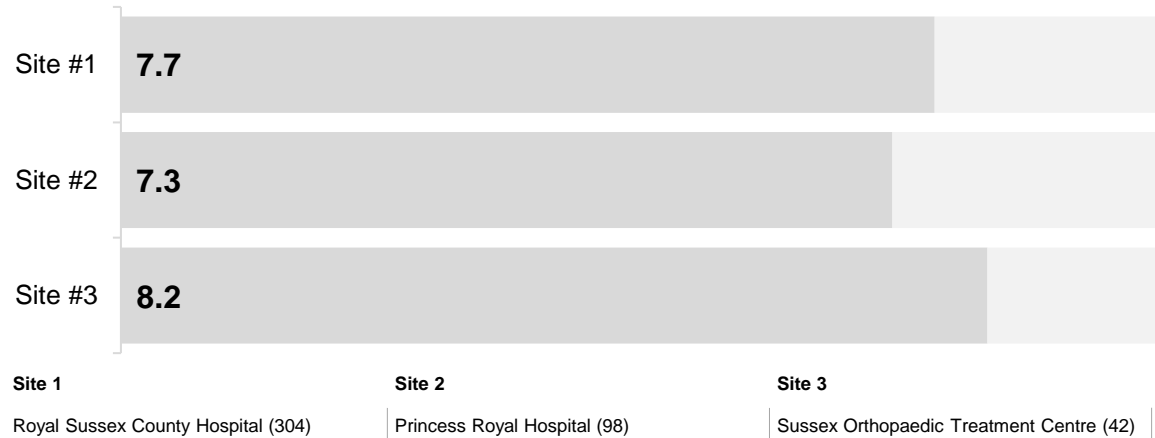 Site #1 7.7
Site #2 7.3
Site #3 8.2
Site 1 Site 2 Site 3
Royal Sussex County Hospital (304) Princess Royal Hospital (98) Sussex Orthopaedic Treatment Centre (42)